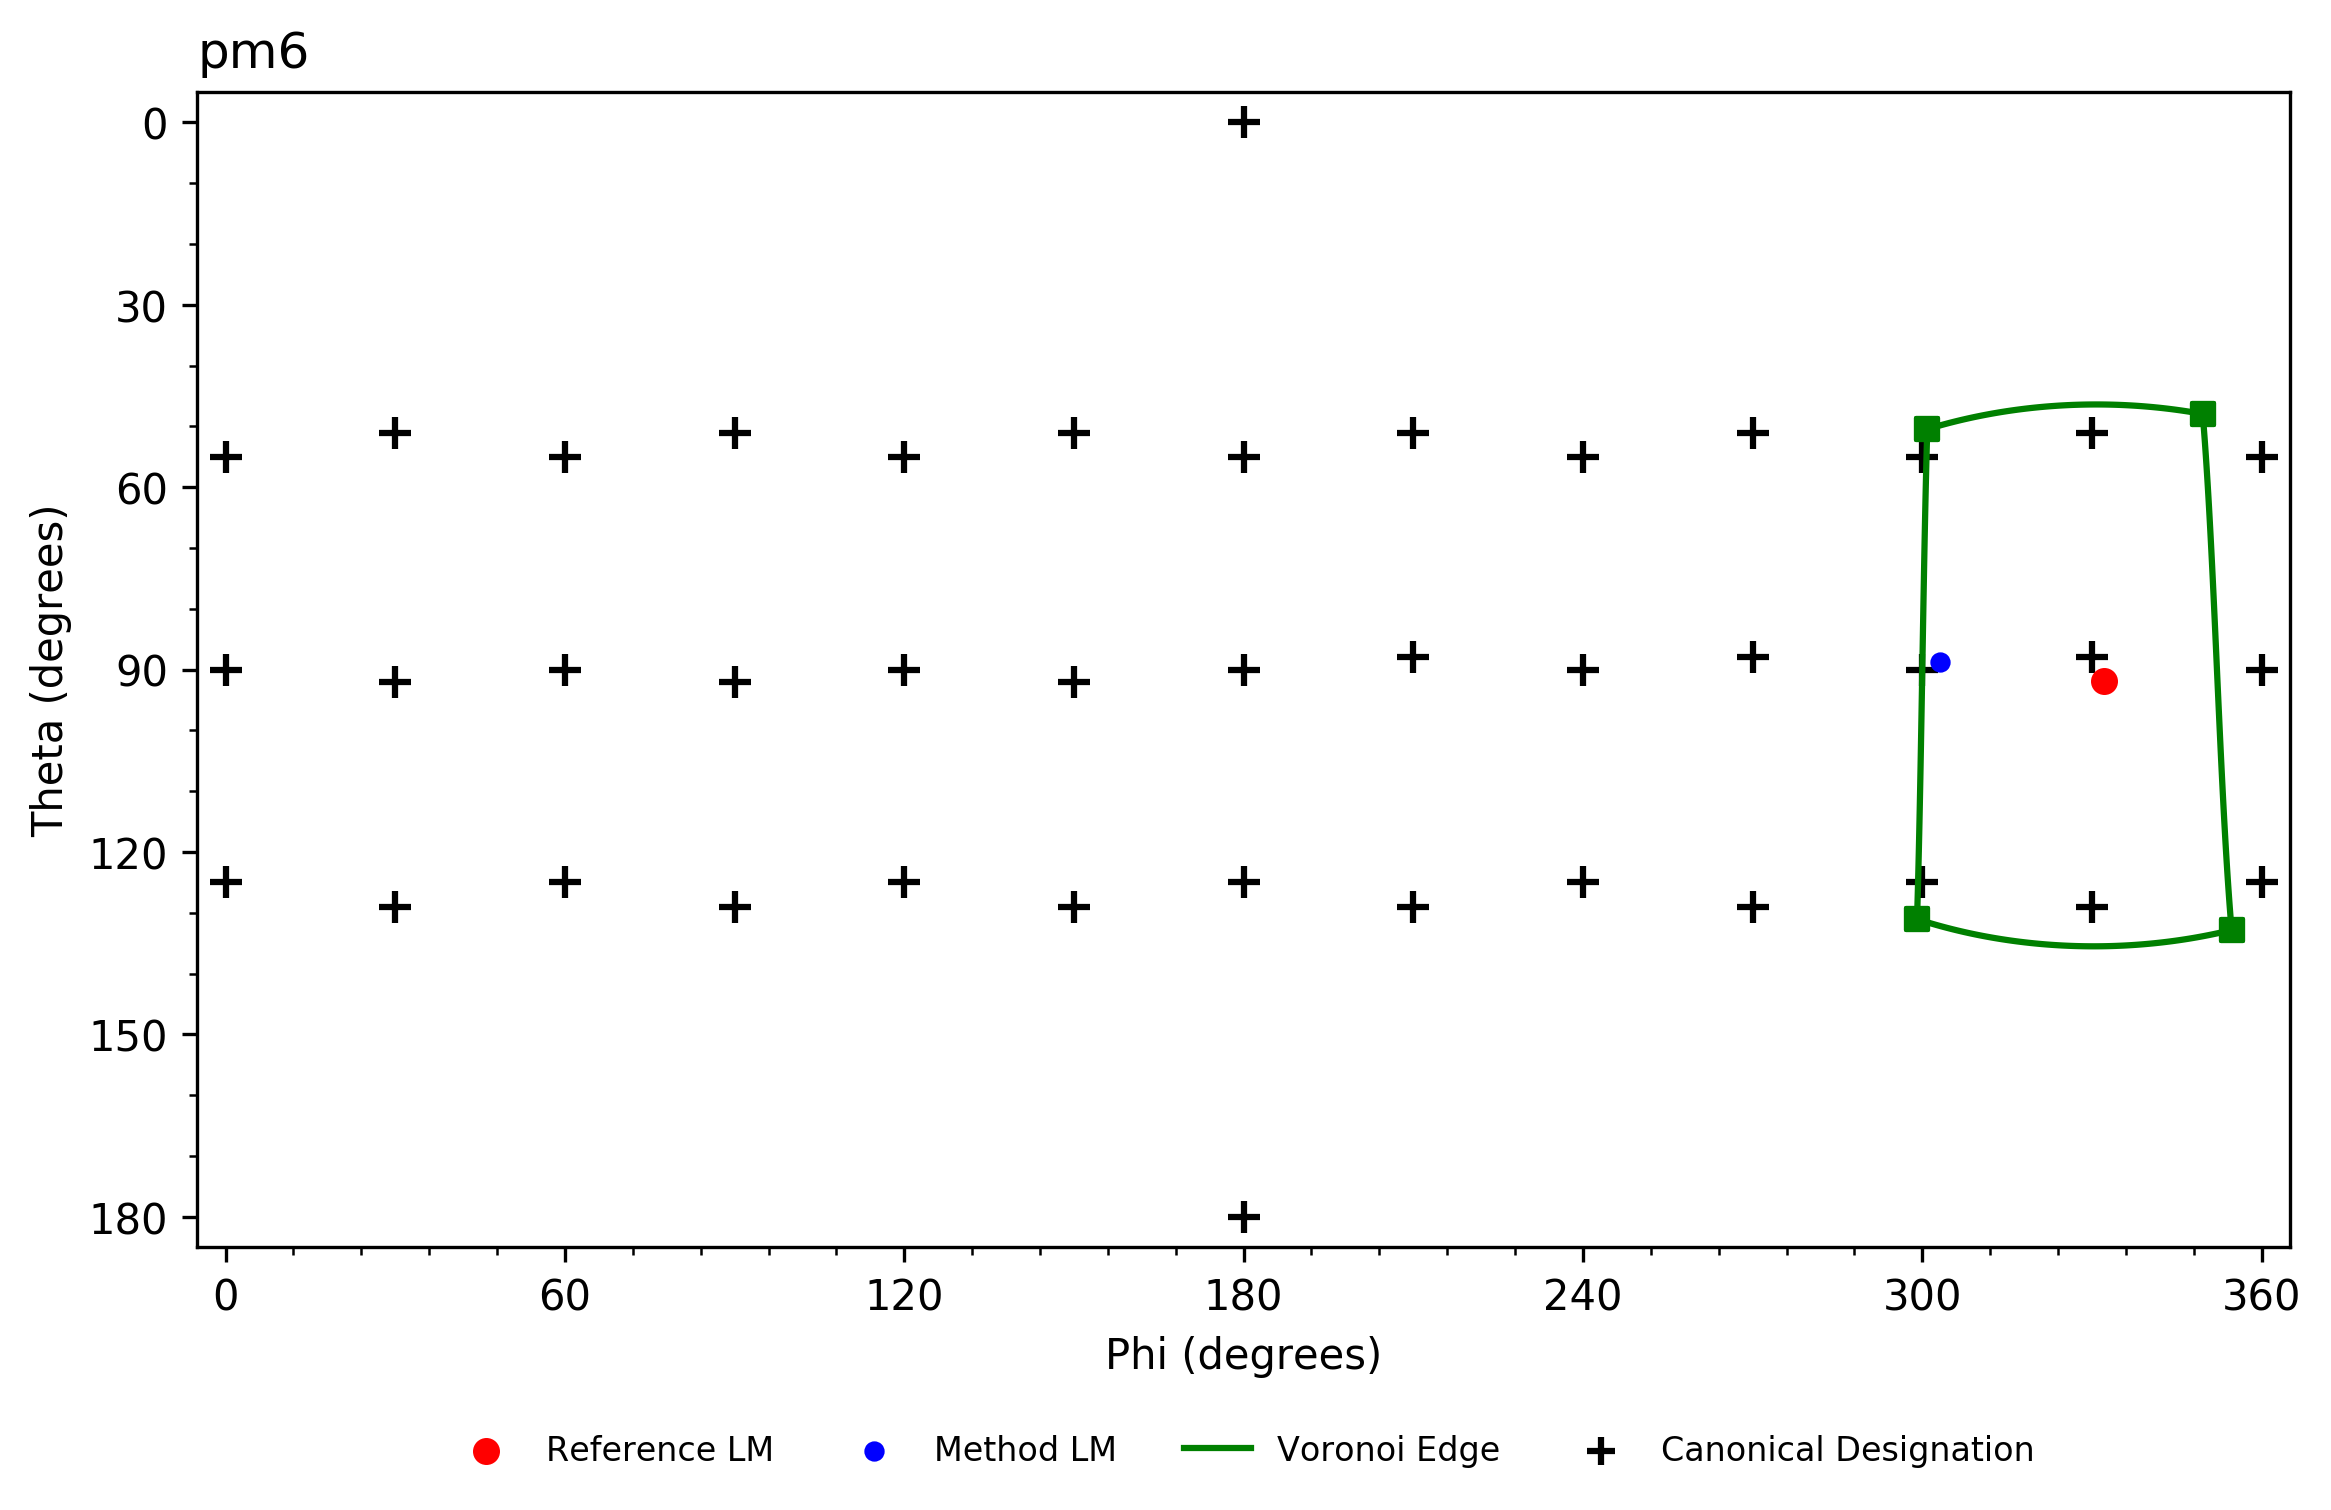 pm6
0
30
60
90
120
150
180
Theta (degrees)
0 60 120 180 240 300 360
Phi (degrees)
Reference LM Method LM Voronoi Edge Canonical Designation